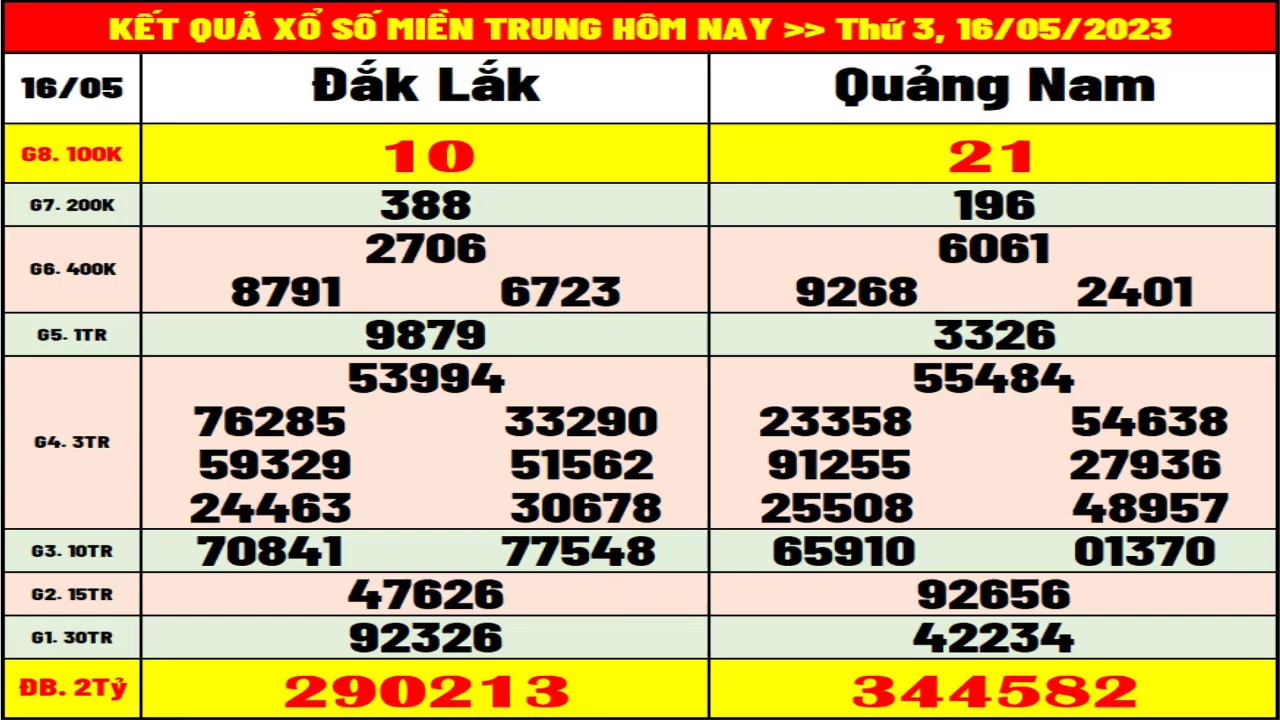 KẾT QUẢ XỔ SỐ MIỀN TRUNG HÔM NAY >> Thứ 3, 16/05/2023
16/05 Đắk Lắk Quảng Nam
G8. 100K 10 21
G7. 200K 388 196
2706 6061
G6. 400K
8791 6723 9268 2401
G5. 1TR 9879 3326
53994 55484
76285 33290 23358 54638
G4. 3TR
59329 51562 91255 27936
24463 30678 25508 48957
G3. 10TR 70841 77548 65910 01370
G2. 15TR 47626 92656
G1. 30TR 92326 42234
ĐB. 2Tỷ 290213 344582